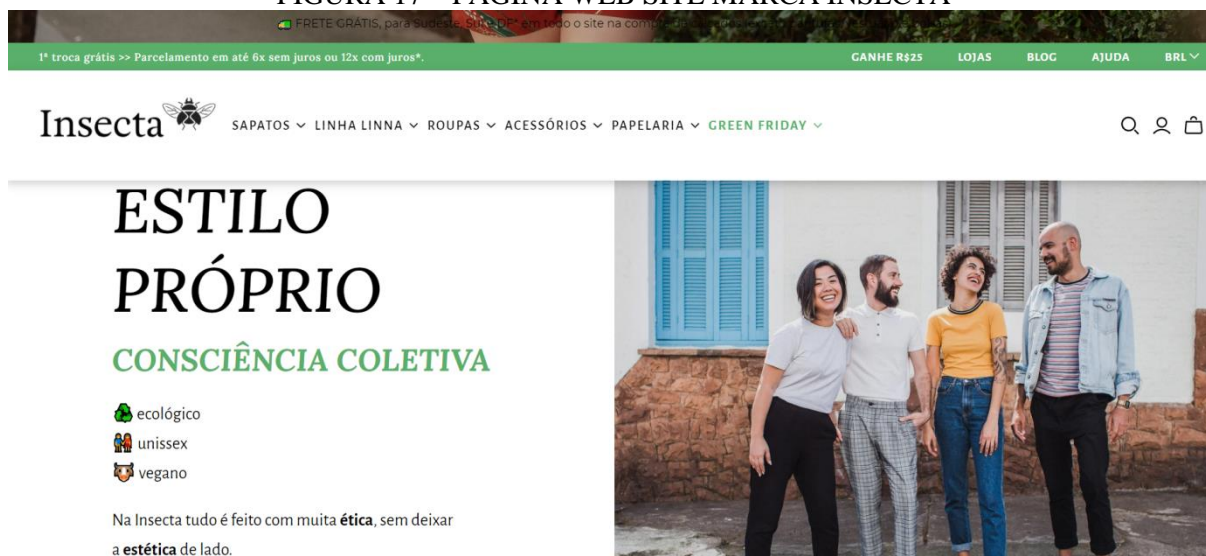 FIGURA 17 – PÁGINA WEB SITE MARCA INSECTA
FRETE GRÁTIS, para Sudeste, Sul e DF* em todo o site na
1ª troca grátis >> Parcelamento em até 6x sem juros ou 12x com juros*.
GANHE R$25 LOJAS BLOG AJUDA BRL
Insecta SAPATOS LINHA LINNA ROUPAS ACESSÓRIOS PAPELARIA GREEN FRIDAY
ESTILO
PRÓPRIO
CONSCIÊNCIA COLETIVA
ecológico
unissex
vegano
Na Insecta tudo é feito com muita ética, sem deixar
a estética de lado.